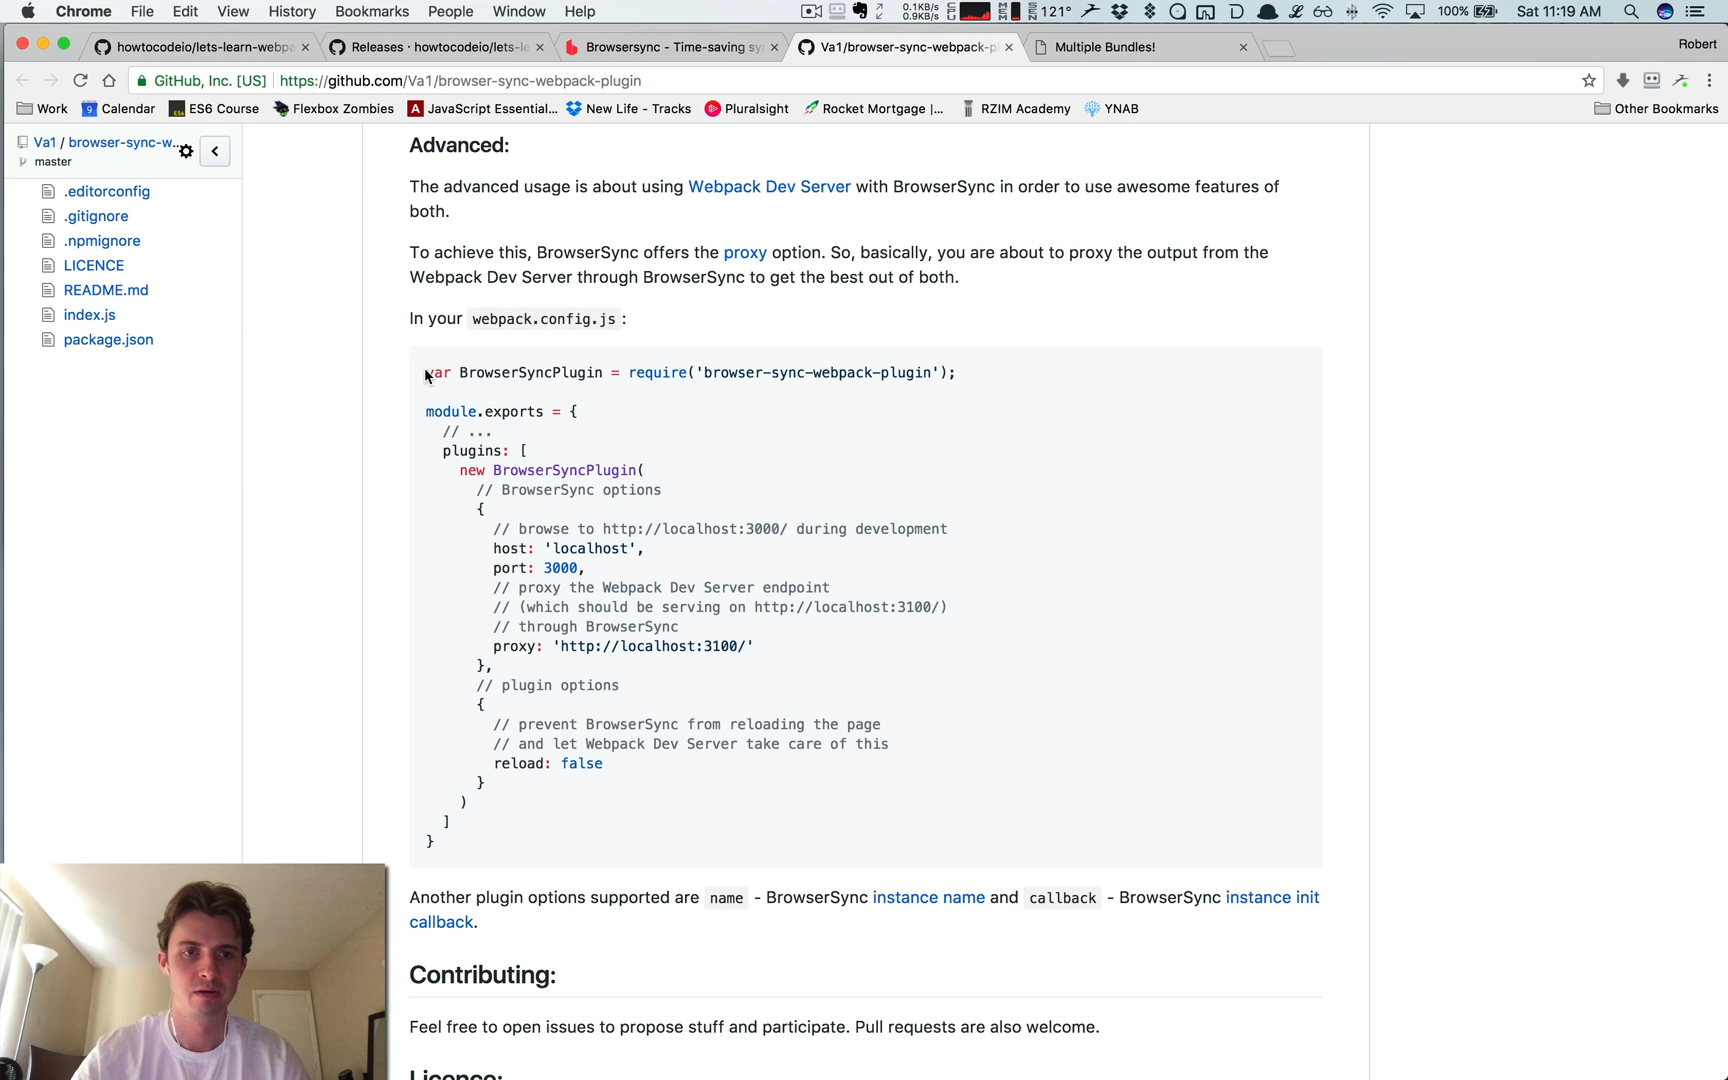 Chrome File Edit View History Bookmarks People Window Help 0.1KB/s 0.9KB/s 121° 100% Sat 11:19 AM
howtocodeio/lets-learn-webpa Releases · howtocodeio/lets-le Browsersync - Time-saving sy Va1/browser-sync-webpack-pl Multiple Bundles! Robert
GitHub, Inc. [US] https://github.com/Va1/browser-sync-webpack-plugin
Work Calendar ES6 Course Flexbox Zombies JavaScript Essential... New Life - Tracks Pluralsight Rocket Mortgage |... RZIM Academy YNAB Other Bookmarks
Va1 / browser-sync-w...
master
.editorconfig
.gitignore
.npmignore
LICENCE
README.md
index.js
package.json
Advanced:
The advanced usage is about using Webpack Dev Server with BrowserSync in order to use awesome features of
both.
To achieve this, BrowserSync offers the proxy option. So, basically, you are about to proxy the output from the
Webpack Dev Server through BrowserSync to get the best out of both.
In your webpack.config.js :
var BrowserSyncPlugin = require('browser-sync-webpack-plugin');
module.exports = {
// ...
plugins: [
new BrowserSyncPlugin(
// BrowserSync options
{
// browse to http://localhost:3000/ during development
host: 'localhost',
port: 3000,
// proxy the Webpack Dev Server endpoint
// (which should be serving on http://localhost:3100/)
// through BrowserSync
proxy: 'http://localhost:3100/'
},
// plugin options
{
// prevent BrowserSync from reloading the page
// and let Webpack Dev Server take care of this
reload: false
}
)
]
}
Another plugin options supported are name - BrowserSync instance name and callback - BrowserSync instance init
callback.
Contributing:
Feel free to open issues to propose stuff and participate. Pull requests are also welcome.
Licence: